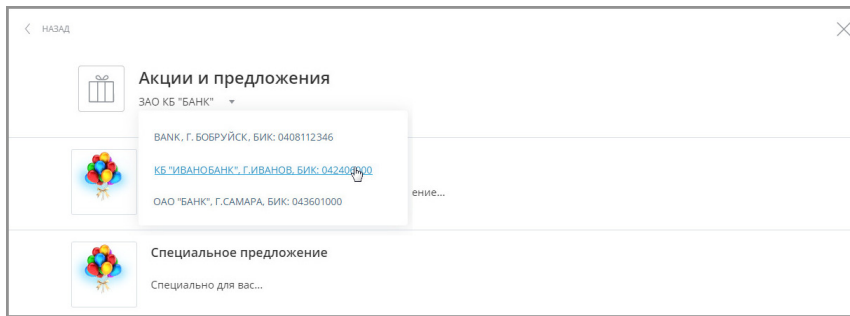 НАЗАД
Акции и предложения
ЗАО КБ "БАНК"
BANK, Г. БОБРУЙСК, БИК: 0408112346
КБ "ИВАНОБАНК", Г.ИВАНОВ, БИК: 042406000
ОАО "БАНК", Г.САМАРА, БИК: 043601000
ение...
Специальное предложение
Специально для вас...